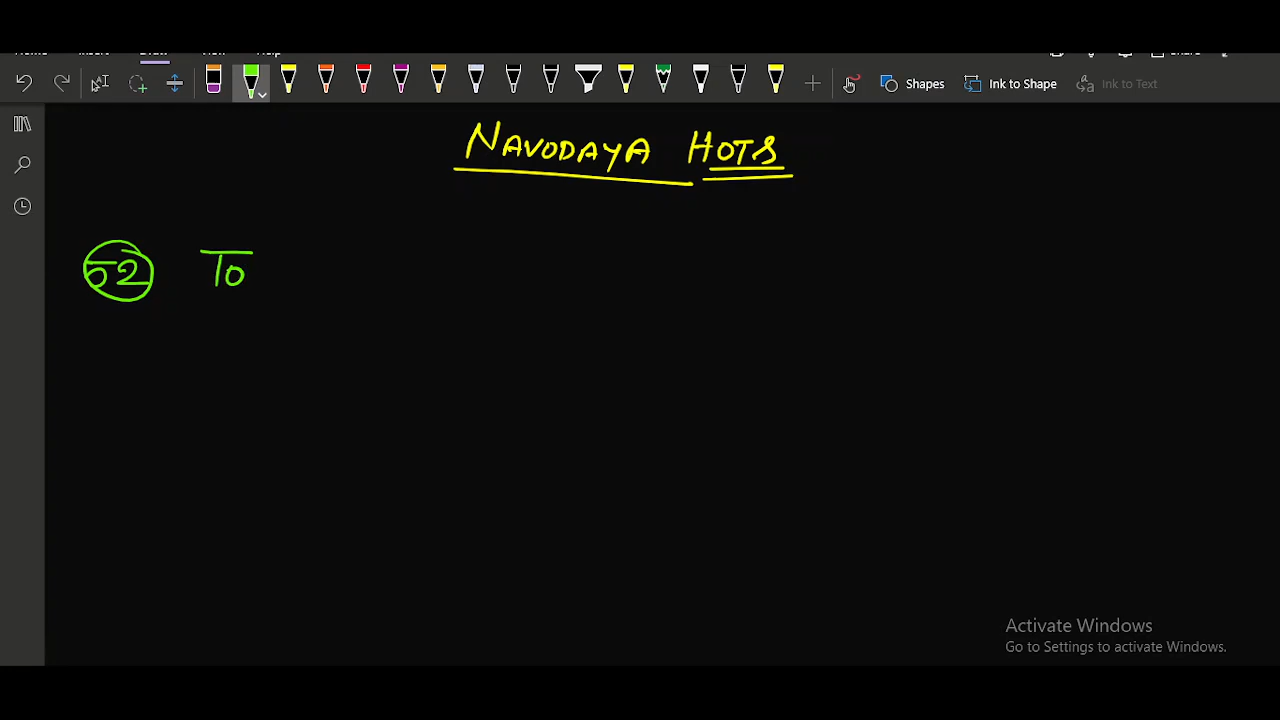 Shapes Ink to Shape Ink to Text
NAVODAYA HOTS
52 To
Activate Windows
Go to Settings to activate Windows.